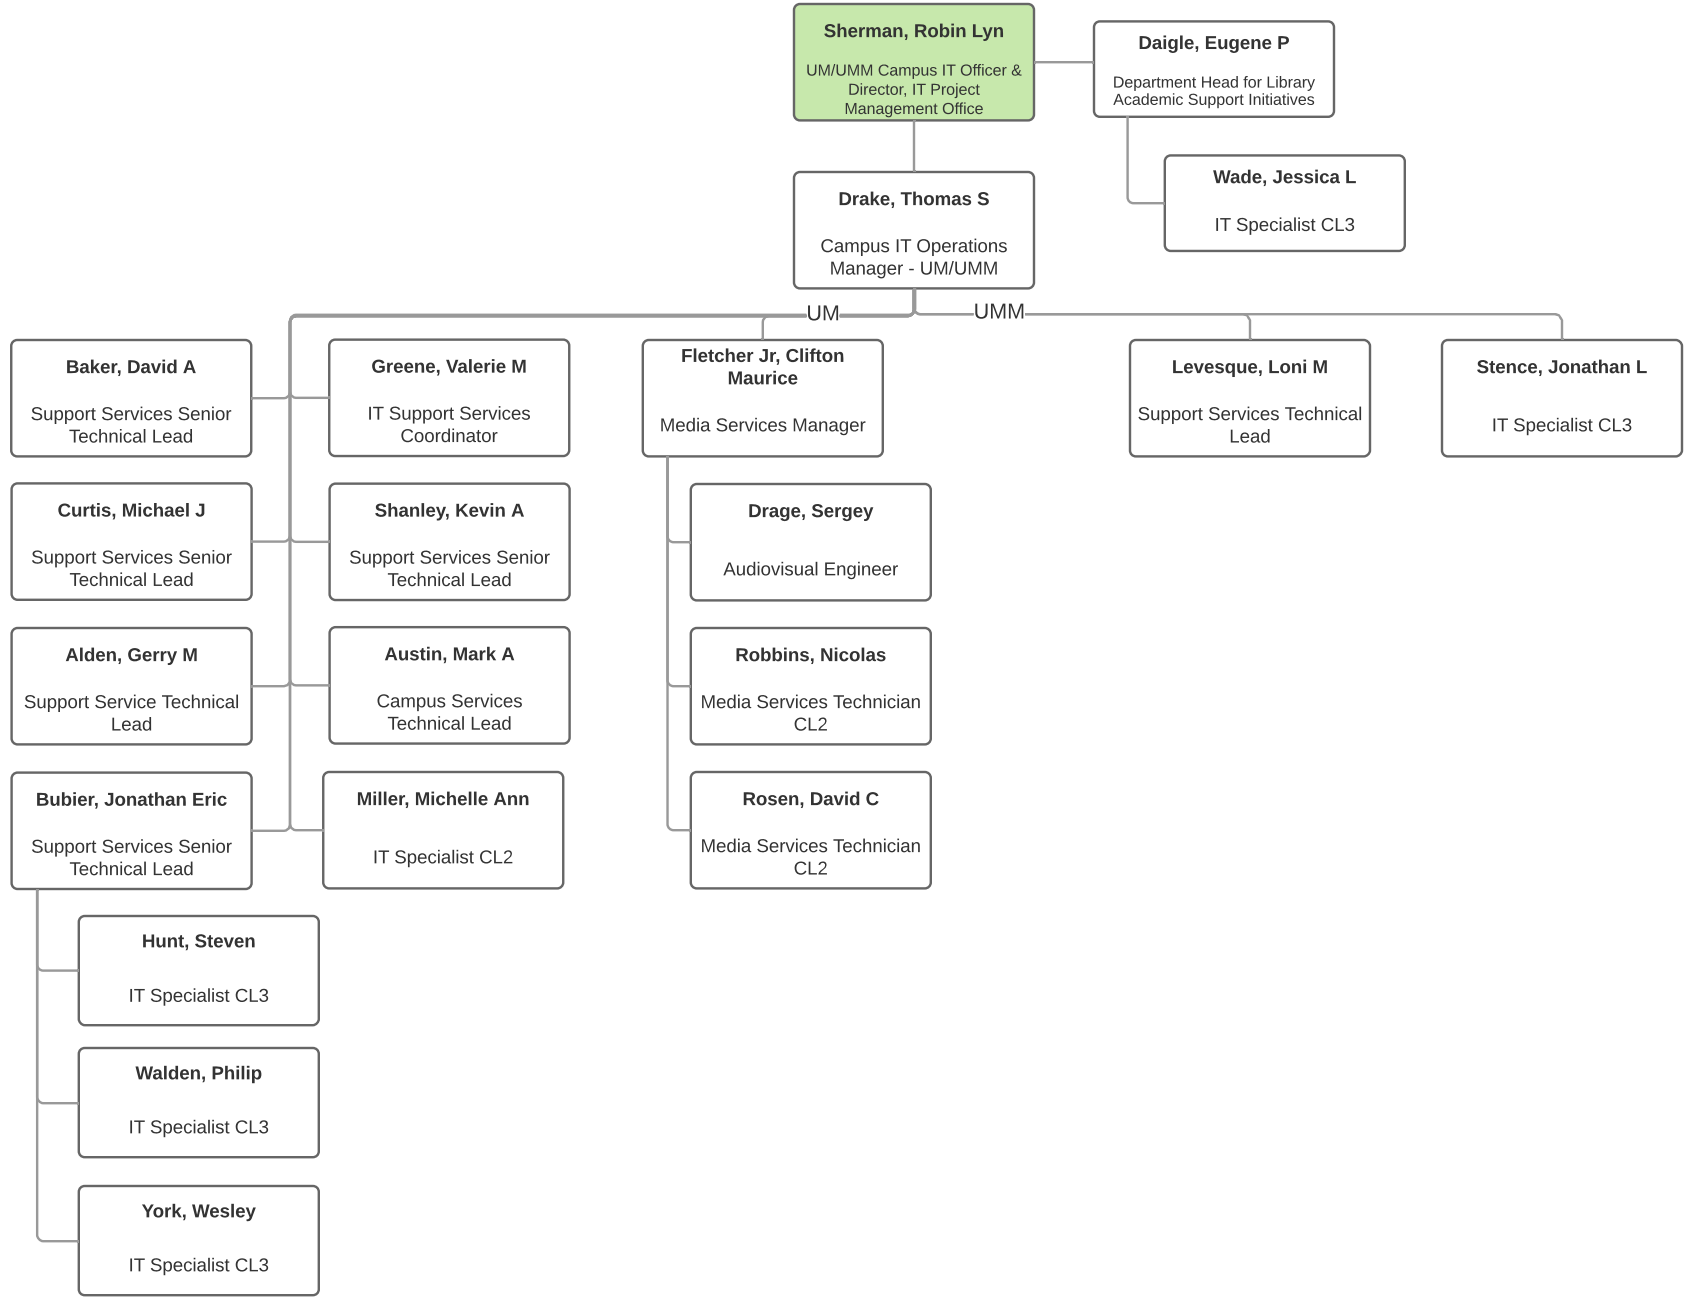 Sherman, Robin Lyn
UM/UMM Campus IT Officer &
Director, IT Project
Management Office
Daigle, Eugene P
Department Head for Library
Academic Support Initiatives
Wade, Jessica L
IT Specialist CL3
Drake, Thomas S
Campus IT Operations
Manager - UM/UMM
UM
UMM
Baker, David A
Support Services Senior
Technical Lead
Greene, Valerie M
IT Support Services
Coordinator
Fletcher Jr, Clifton
Maurice
Media Services Manager
Levesque, Loni M
Support Services Technical
Lead
Stence, Jonathan L
IT Specialist CL3
Curtis, Michael J
Support Services Senior
Technical Lead
Shanley, Kevin A
Support Services Senior
Technical Lead
Drage, Sergey
Audiovisual Engineer
Alden, Gerry M
Support Service Technical
Lead
Austin, Mark A
Campus Services
Technical Lead
Robbins, Nicolas
Media Services Technician
CL2
Bubier, Jonathan Eric
Support Services Senior
Technical Lead
Miller, Michelle Ann
IT Specialist CL2
Rosen, David C
Media Services Technician
CL2
Hunt, Steven
IT Specialist CL3
Walden, Philip
IT Specialist CL3
York, Wesley
IT Specialist CL3